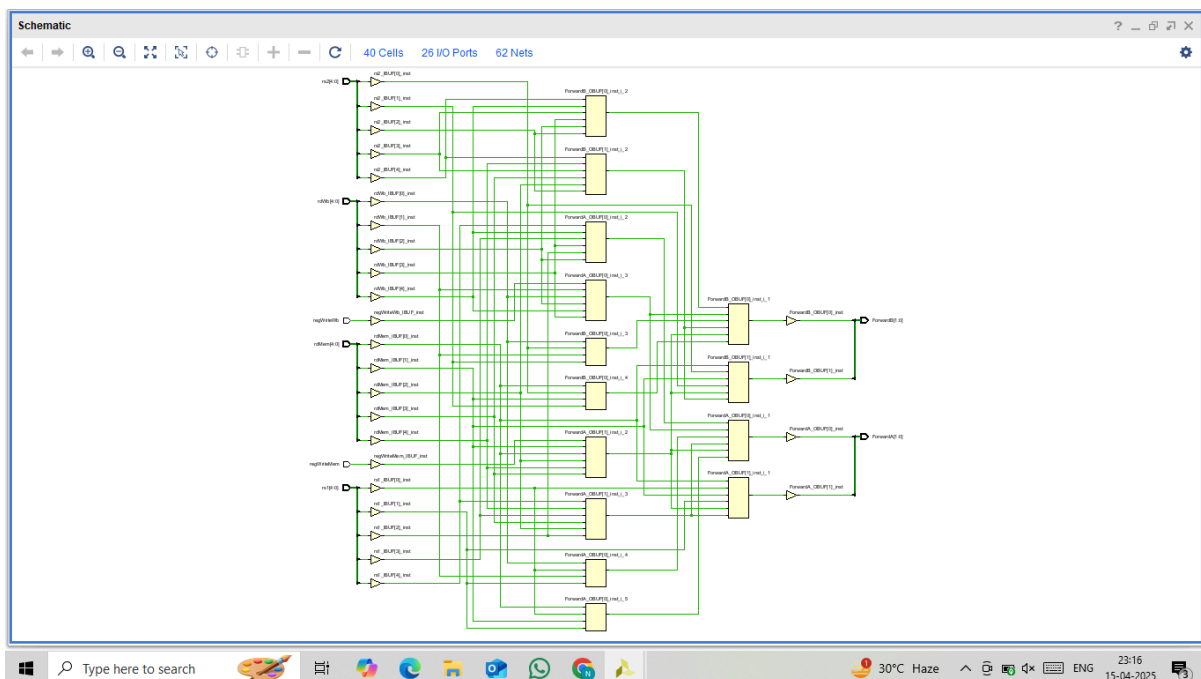 Schematic
40 Cells 26 I/O Ports 62 Nets
rs2[4:0]
rs2_IBUF[0]_inst
rs2_IBUF[1]_inst
rs2_IBUF[2]_inst
rs2_IBUF[3]_inst
rs2_IBUF[4]_inst
rdWb[4:0]
rdWb_IBUF[0]_inst
rdWb_IBUF[1]_inst
rdWb_IBUF[2]_inst
rdWb_IBUF[3]_inst
rdWb_IBUF[4]_inst
regWriteWb
regWriteWb_IBUF_inst
rdMem[4:0]
rdMem_IBUF[0]_inst
rdMem_IBUF[1]_inst
rdMem_IBUF[2]_inst
rdMem_IBUF[3]_inst
rdMem_IBUF[4]_inst
regWriteMem
regWriteMem_IBUF_inst
rs1[4:0]
rs1_IBUF[0]_inst
rs1_IBUF[1]_inst
rs1_IBUF[2]_inst
rs1_IBUF[3]_inst
rs1_IBUF[4]_inst
ForwardB_OBUF[0]_inst_i_2
ForwardB_OBUF[1]_inst_i_2
ForwardA_OBUF[0]_inst_i_2
ForwardA_OBUF[0]_inst_i_3
ForwardB_OBUF[0]_inst_i_3
ForwardB_OBUF[0]_inst_i_4
ForwardA_OBUF[1]_inst_i_2
ForwardA_OBUF[1]_inst_i_3
ForwardA_OBUF[0]_inst_i_4
ForwardA_OBUF[0]_inst_i_5
ForwardB_OBUF[0]_inst_i_1
ForwardB_OBUF[1]_inst_i_1
ForwardA_OBUF[0]_inst_i_1
ForwardA_OBUF[1]_inst_i_1
ForwardB_OBUF[0]_inst
ForwardB_OBUF[1]_inst
ForwardA_OBUF[0]_inst
ForwardA_OBUF[1]_inst
ForwardB[1:0]
ForwardA[1:0]
Type here to search
30°C Haze
ENG
23:16
15-04-2025